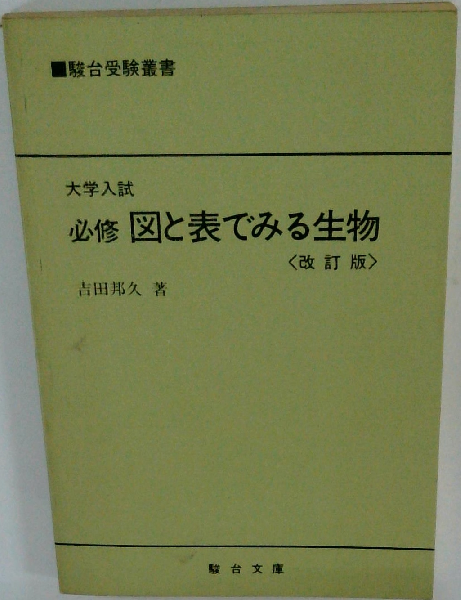 ■駿台受験叢書
大学入試
必修 図と表でみる生物
〈改訂版〉
吉田邦久 著
駿台文庫